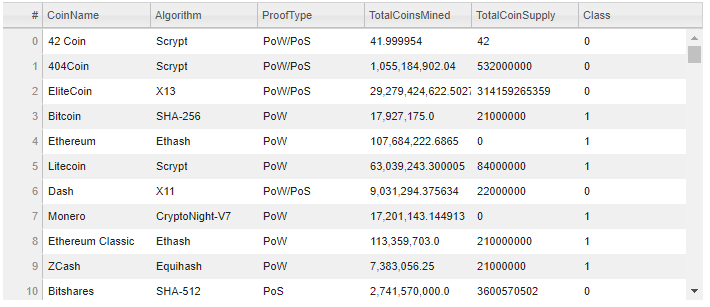 # CoinName Algorithm ProofType TotalCoinsMined TotalCoinSupply Class
0 42 Coin Scrypt PoW/PoS 41.999954 42 0
1 404Coin Scrypt PoW/PoS 1,055,184,902.04 532000000 0
2 EliteCoin X13 PoW/PoS 29,279,424,622.5027 314159265359 0
3 Bitcoin SHA-256 PoW 17,927,175.0 21000000 1
4 Ethereum Ethash PoW 107,684,222.6865 0 1
5 Litecoin Scrypt PoW 63,039,243.300005 84000000 1
6 Dash X11 PoW/PoS 9,031,294.375634 22000000 0
7 Monero CryptoNight-V7 PoW 17,201,143.144913 0 1
8 Ethereum Classic Ethash PoW 113,359,703.0 210000000 1
9 ZCash Equihash PoW 7,383,056.25 21000000 1
10 Bitshares SHA-512 PoS 2,741,570,000.0 3600570502 0